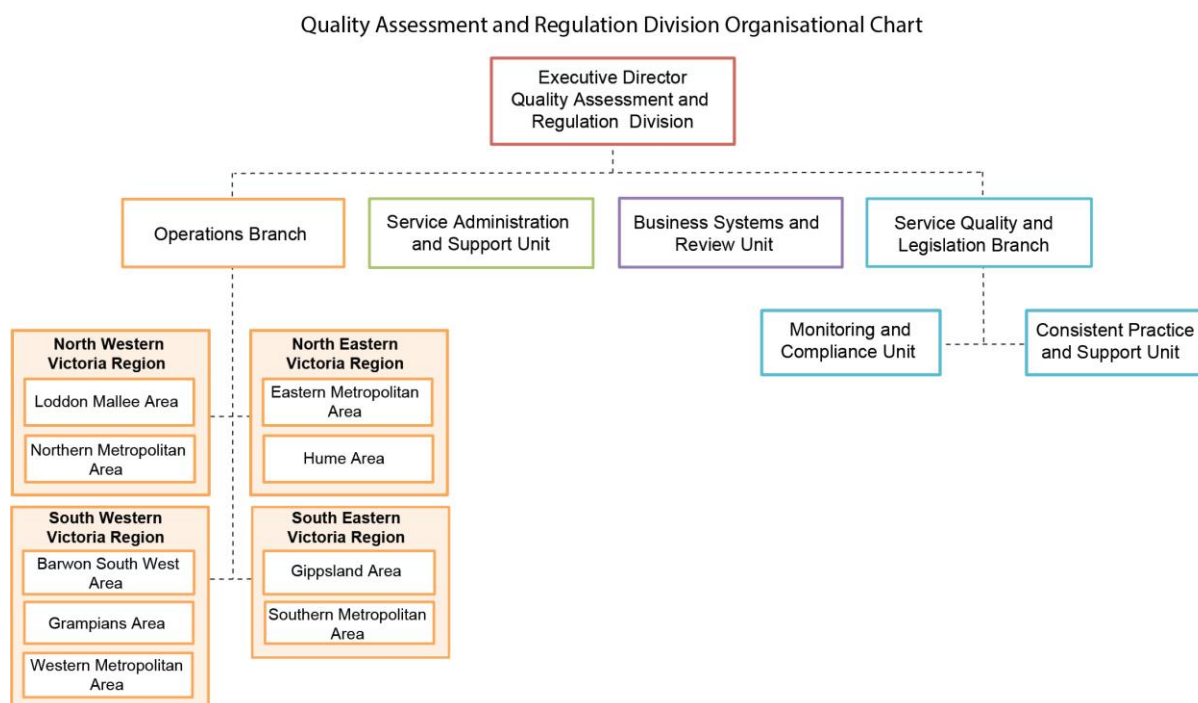 Quality Assessment and Regulation Division Organisational Chart
Executive Director
Quality Assessment and
Regulation Division
Operations Branch
Service Administration
and Support Unit
Business Systems and
Review Unit
Service Quality and
Legislation Branch
Monitoring and
Compliance Unit
Consistent Practice
and Support Unit
North Western
Victoria Region
Loddon Mallee Area
Northern Metropolitan
Area
North Eastern
Victoria Region
Eastern Metropolitan
Area
Hume Area
South Western
Victoria Region
Barwon South West
Area
Grampians Area
Western Metropolitan
Area
South Eastern
Victoria Region
Gippsland Area
Southern Metropolitan
Area